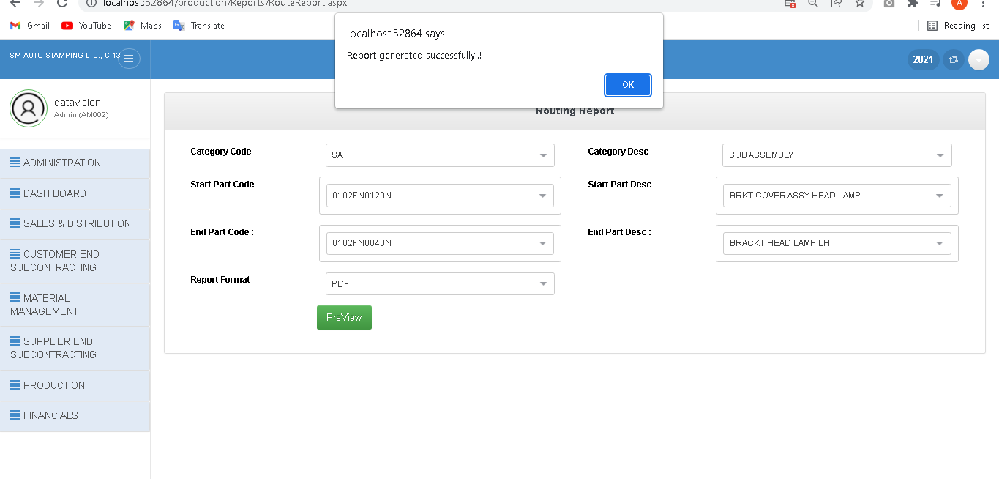 localhost:52864/production/Reports/RouteReport.aspx
Gmail YouTube Maps Translate Reading list
localhost:52864 says
Report generated successfully..!
OK
SM AUTO STAMPING LTD., C-13
2021
A
datavision
Admin (AM002)
ADMINISTRATION
DASH BOARD
SALES & DISTRIBUTION
CUSTOMER END
SUBCONTRACTING
MATERIAL
MANAGEMENT
SUPPLIER END
SUBCONTRACTING
PRODUCTION
FINANCIALS
Routing Report
Category Code SA Category Desc SUB ASSEMBLY
Start Part Code 0102FN0120N Start Part Desc BRKT COVER ASSY HEAD LAMP
End Part Code : 0102FN0040N End Part Desc : BRACKT HEAD LAMP LH
Report Format PDF
PreView